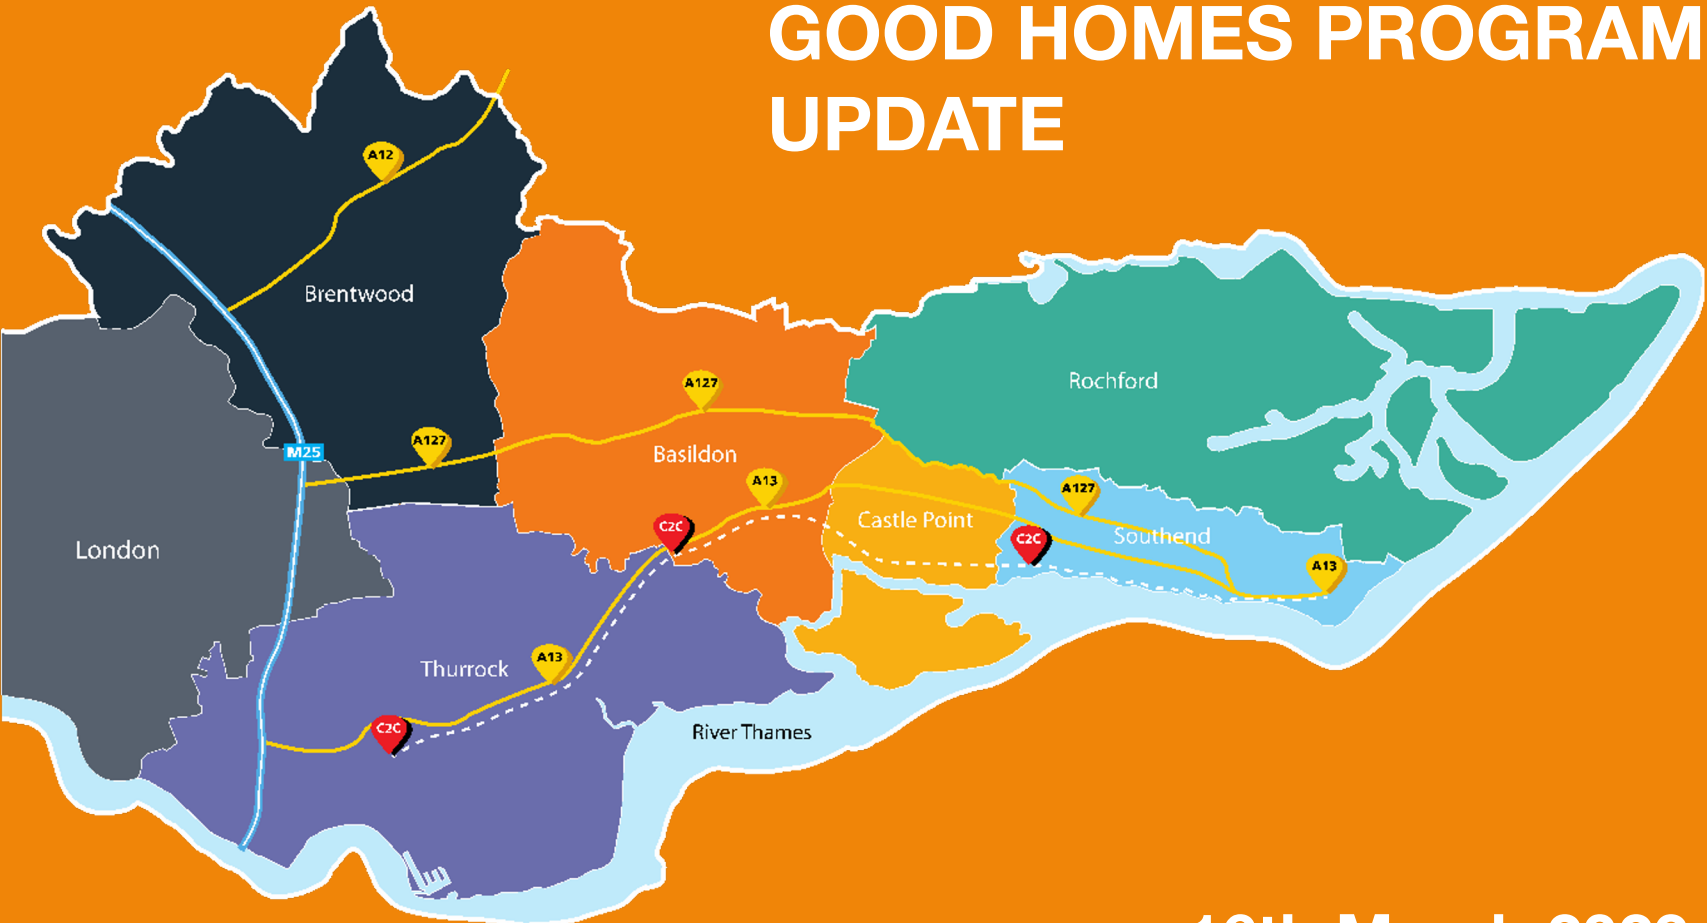 GOOD HOMES PROGRAM
UPDATE
A12
Brentwood
Rochford
A127
A127
M25
Basildon
A13
A127
C2C
Castle Point
C2C
Southend
London
A13
A13
Thurrock
C2C
River Thames